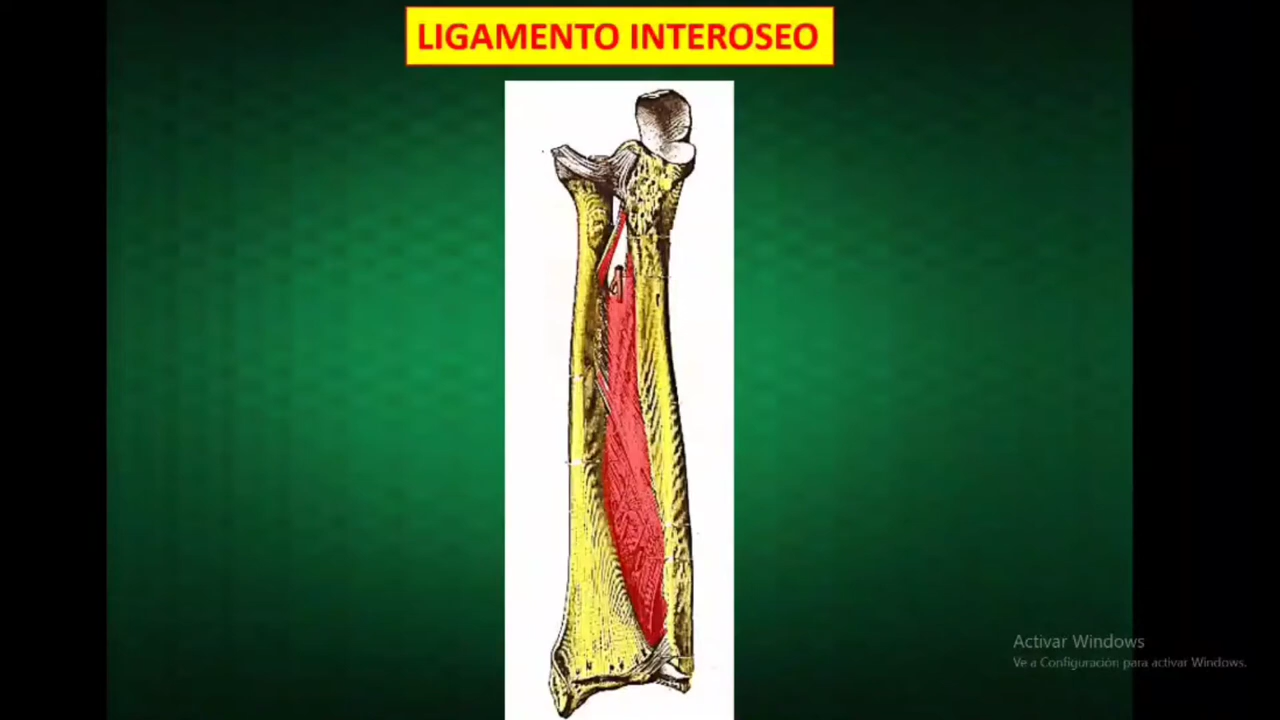 LIGAMENTO INTEROSEO
Activar Windows
Ve a Configuración para activar Windows.